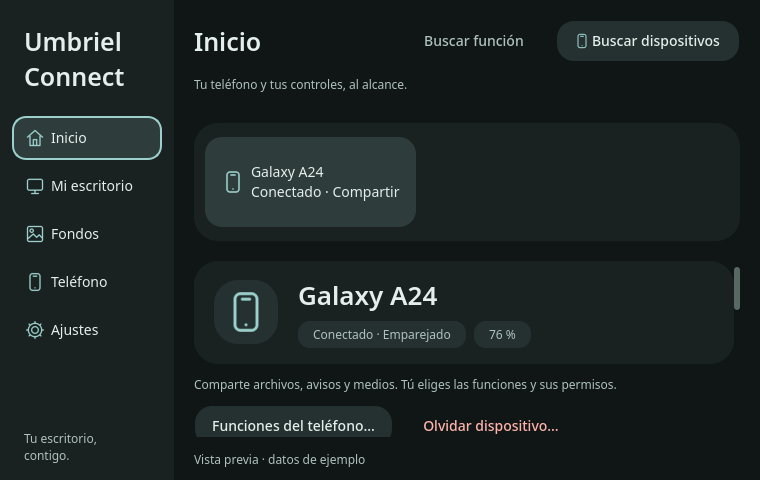 Umbriel
Connect
Inicio
Mi escritorio
Fondos
Teléfono
Ajustes
Tu escritorio,
contigo.
Inicio
Buscar función
Buscar dispositivos
Tu teléfono y tus controles, al alcance.
Galaxy A24
Conectado · Compartir
Galaxy A24
Conectado · Emparejado
76 %
Comparte archivos, avisos y medios. Tú eliges las funciones y sus permisos.
Funciones del teléfono...
Olvidar dispositivo...
Vista previa · datos de ejemplo